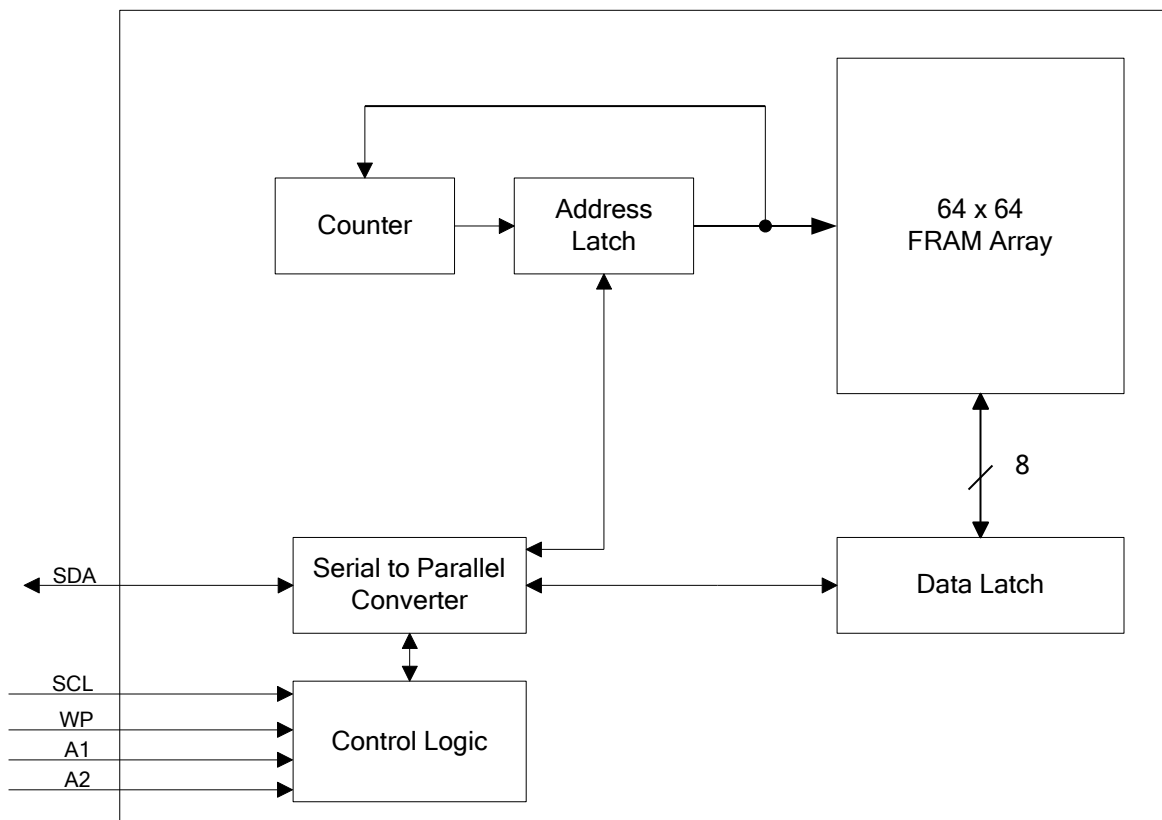 Counter
Address
Latch
64 x 64
FRAM Array
8
SDA
Serial to Parallel
Converter
Data Latch
SCL
WP
A1
A2
Control Logic